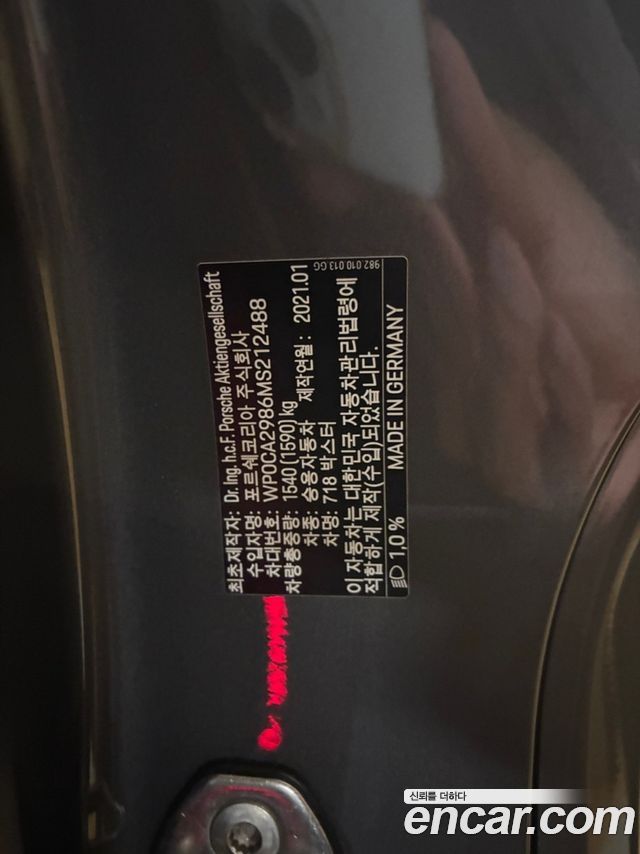 최초제작자: Dr. Ing. h.c.F. Porsche Aktiengesellschaft
수입자명: 포르쉐코리아 주식회사
차대번호: WP0CA2986MS212488
차량총중량: 1540 (1590) kg
차종: 승용자동차 제작연월: 2021.01
차명: 718 박스터
이 자동차는 대한민국 자동차관리법령에
적합하게 제작(수입)되었습니다.
1,0 % MADE IN GERMANY
982 010 013 GG
신뢰를 더하다
encar.com